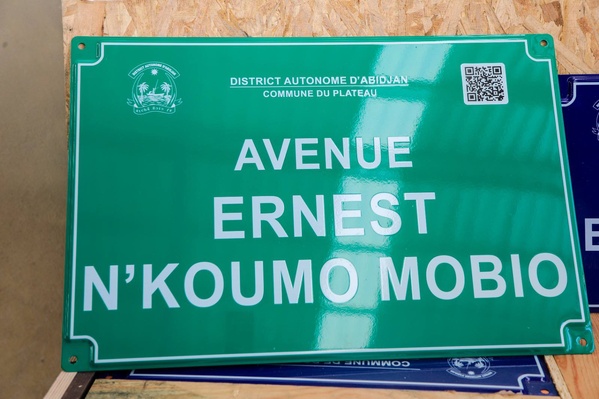 DISTRICT AUTONOME D'ABIDJAN
COMMUNE DU PLATEAU
AVENUE
ERNEST
N'KOUMO MOBIO